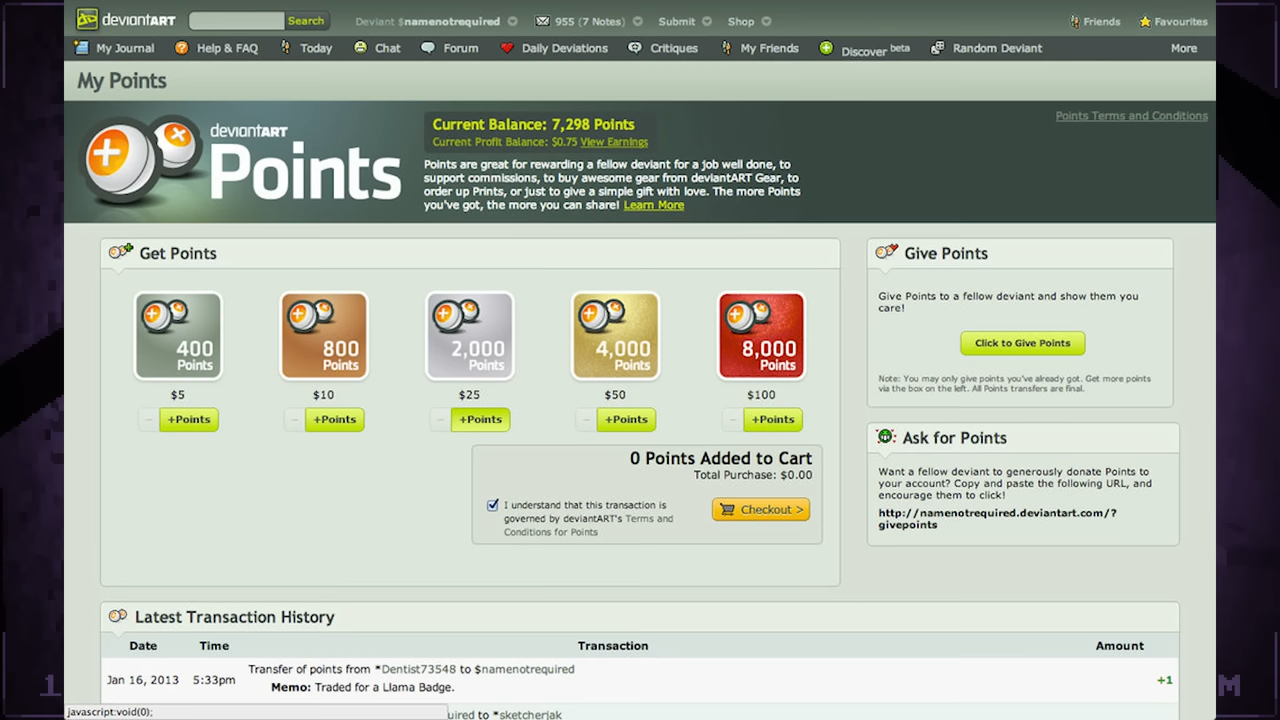 deviantART
Search
Deviant $namenotrequired
955 (7 Notes)
Submit
Shop
Friends
Favourites
My Journal
Help & FAQ
Today
Chat
Forum
Daily Deviations
Critiques
My Friends
Discover beta
Random Deviant
More
My Points
deviantART
Points
Current Balance: 7,298 Points
Current Profit Balance: $0.75 View Earnings
Points are great for rewarding a fellow deviant for a job well done, to
support commissions, to buy awesome gear from deviantART Gear, to
order up Prints, or just to give a simple gift with love. The more Points
you've got, the more you can share! Learn More
Points Terms and Conditions
Get Points
400
Points
800
Points
2,000
Points
4,000
Points
8,000
Points
$5
$10
$25
$50
$100
+Points
+Points
+Points
+Points
+Points
0 Points Added to Cart
Total Purchase: $0.00
I understand that this transaction is
governed by deviantART's Terms and
Conditions for Points
Checkout >
Give Points
Give Points to a fellow deviant and show them you
care!
Click to Give Points
Note: You may only give points you've already got. Get more points
via the box on the left. All Points transfers are final.
Ask for Points
Want a fellow deviant to generously donate Points to
your account? Copy and paste the following URL, and
encourage them to click!
http://namenotrequired.deviantart.com/?
givepoints
Latest Transaction History
Date
Time
Transaction
Amount
Jan 16, 2013
5:33pm
Transfer of points from *Dentist73548 to $namenotrequired
Memo: Traded for a Llama Badge.
+1
javascript:void(0);
uired to *sketcherjak
1
M